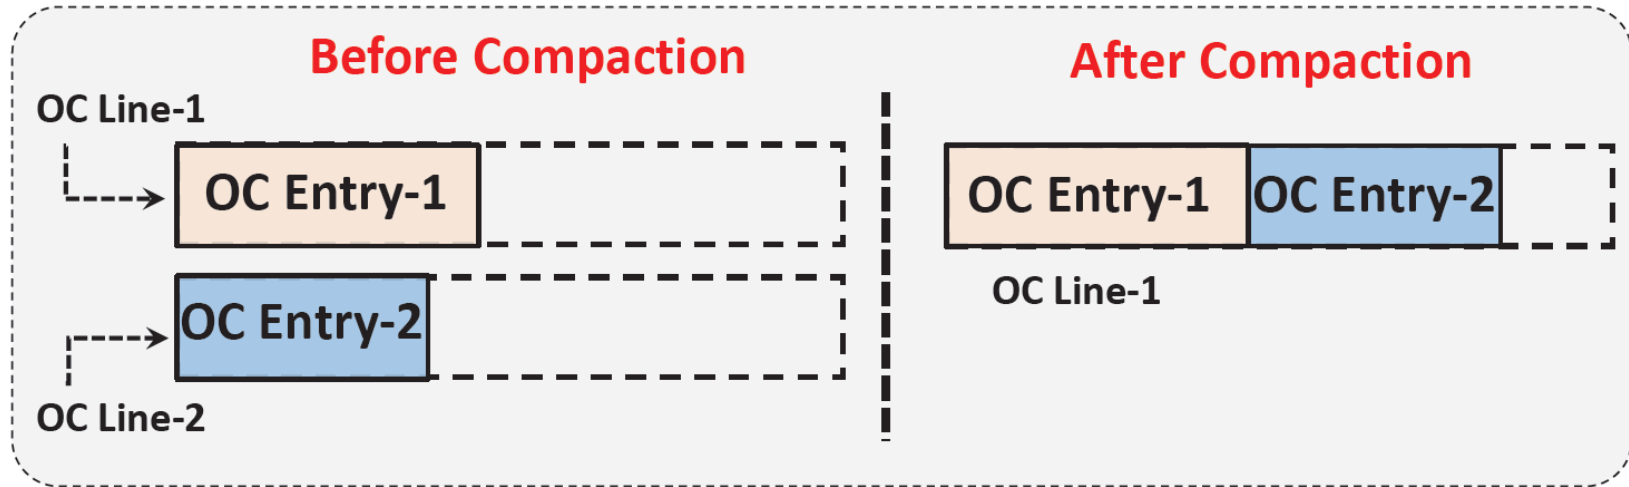 Before Compaction
OC Line-1
OC Entry-1
OC Entry-2
OC Line-2
After Compaction
OC Entry-1
OC Entry-2
OC Line-1